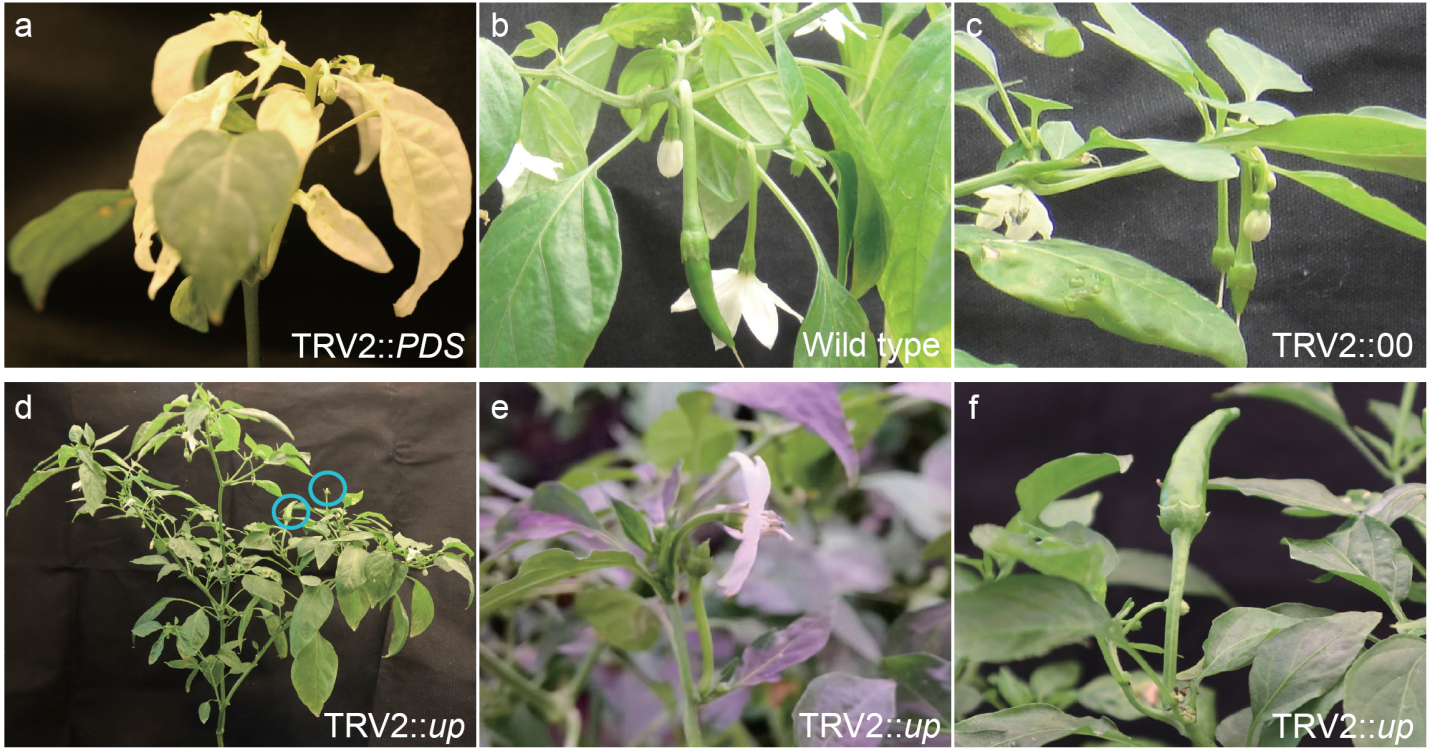 a
TRV2::PDS
b
Wild type
c
TRV2::00
d
TRV2::up
e
TRV2::up
f
TRV2::up